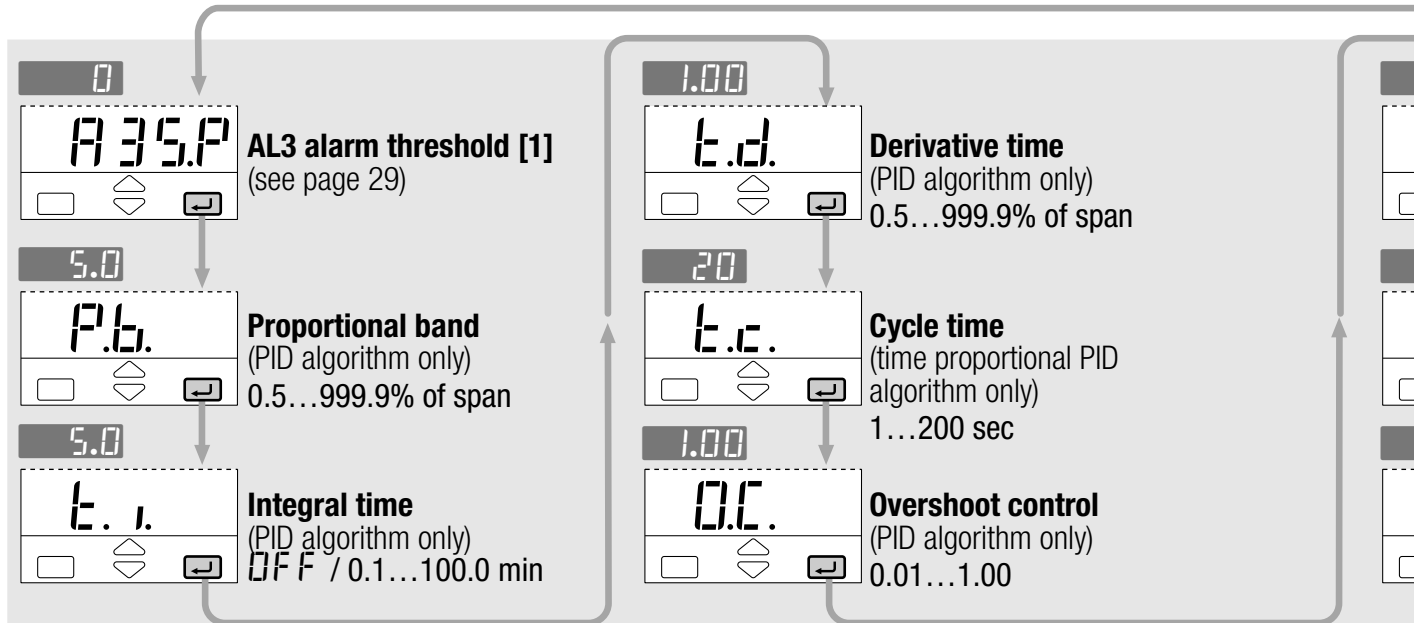 0
A3S.P
AL3 alarm threshold [1]
(see page 29)
5.0
P.b.
Proportional band
(PID algorithm only)
0.5…999.9% of span
5.0
t. i.
Integral time
(PID algorithm only)
OFF / 0.1…100.0 min
1.00
t.d.
Derivative time
(PID algorithm only)
0.5…999.9% of span
20
t.c.
Cycle time
(time proportional PID
algorithm only)
1…200 sec
1.00
O.C.
Overshoot control
(PID algorithm only)
0.01…1.00